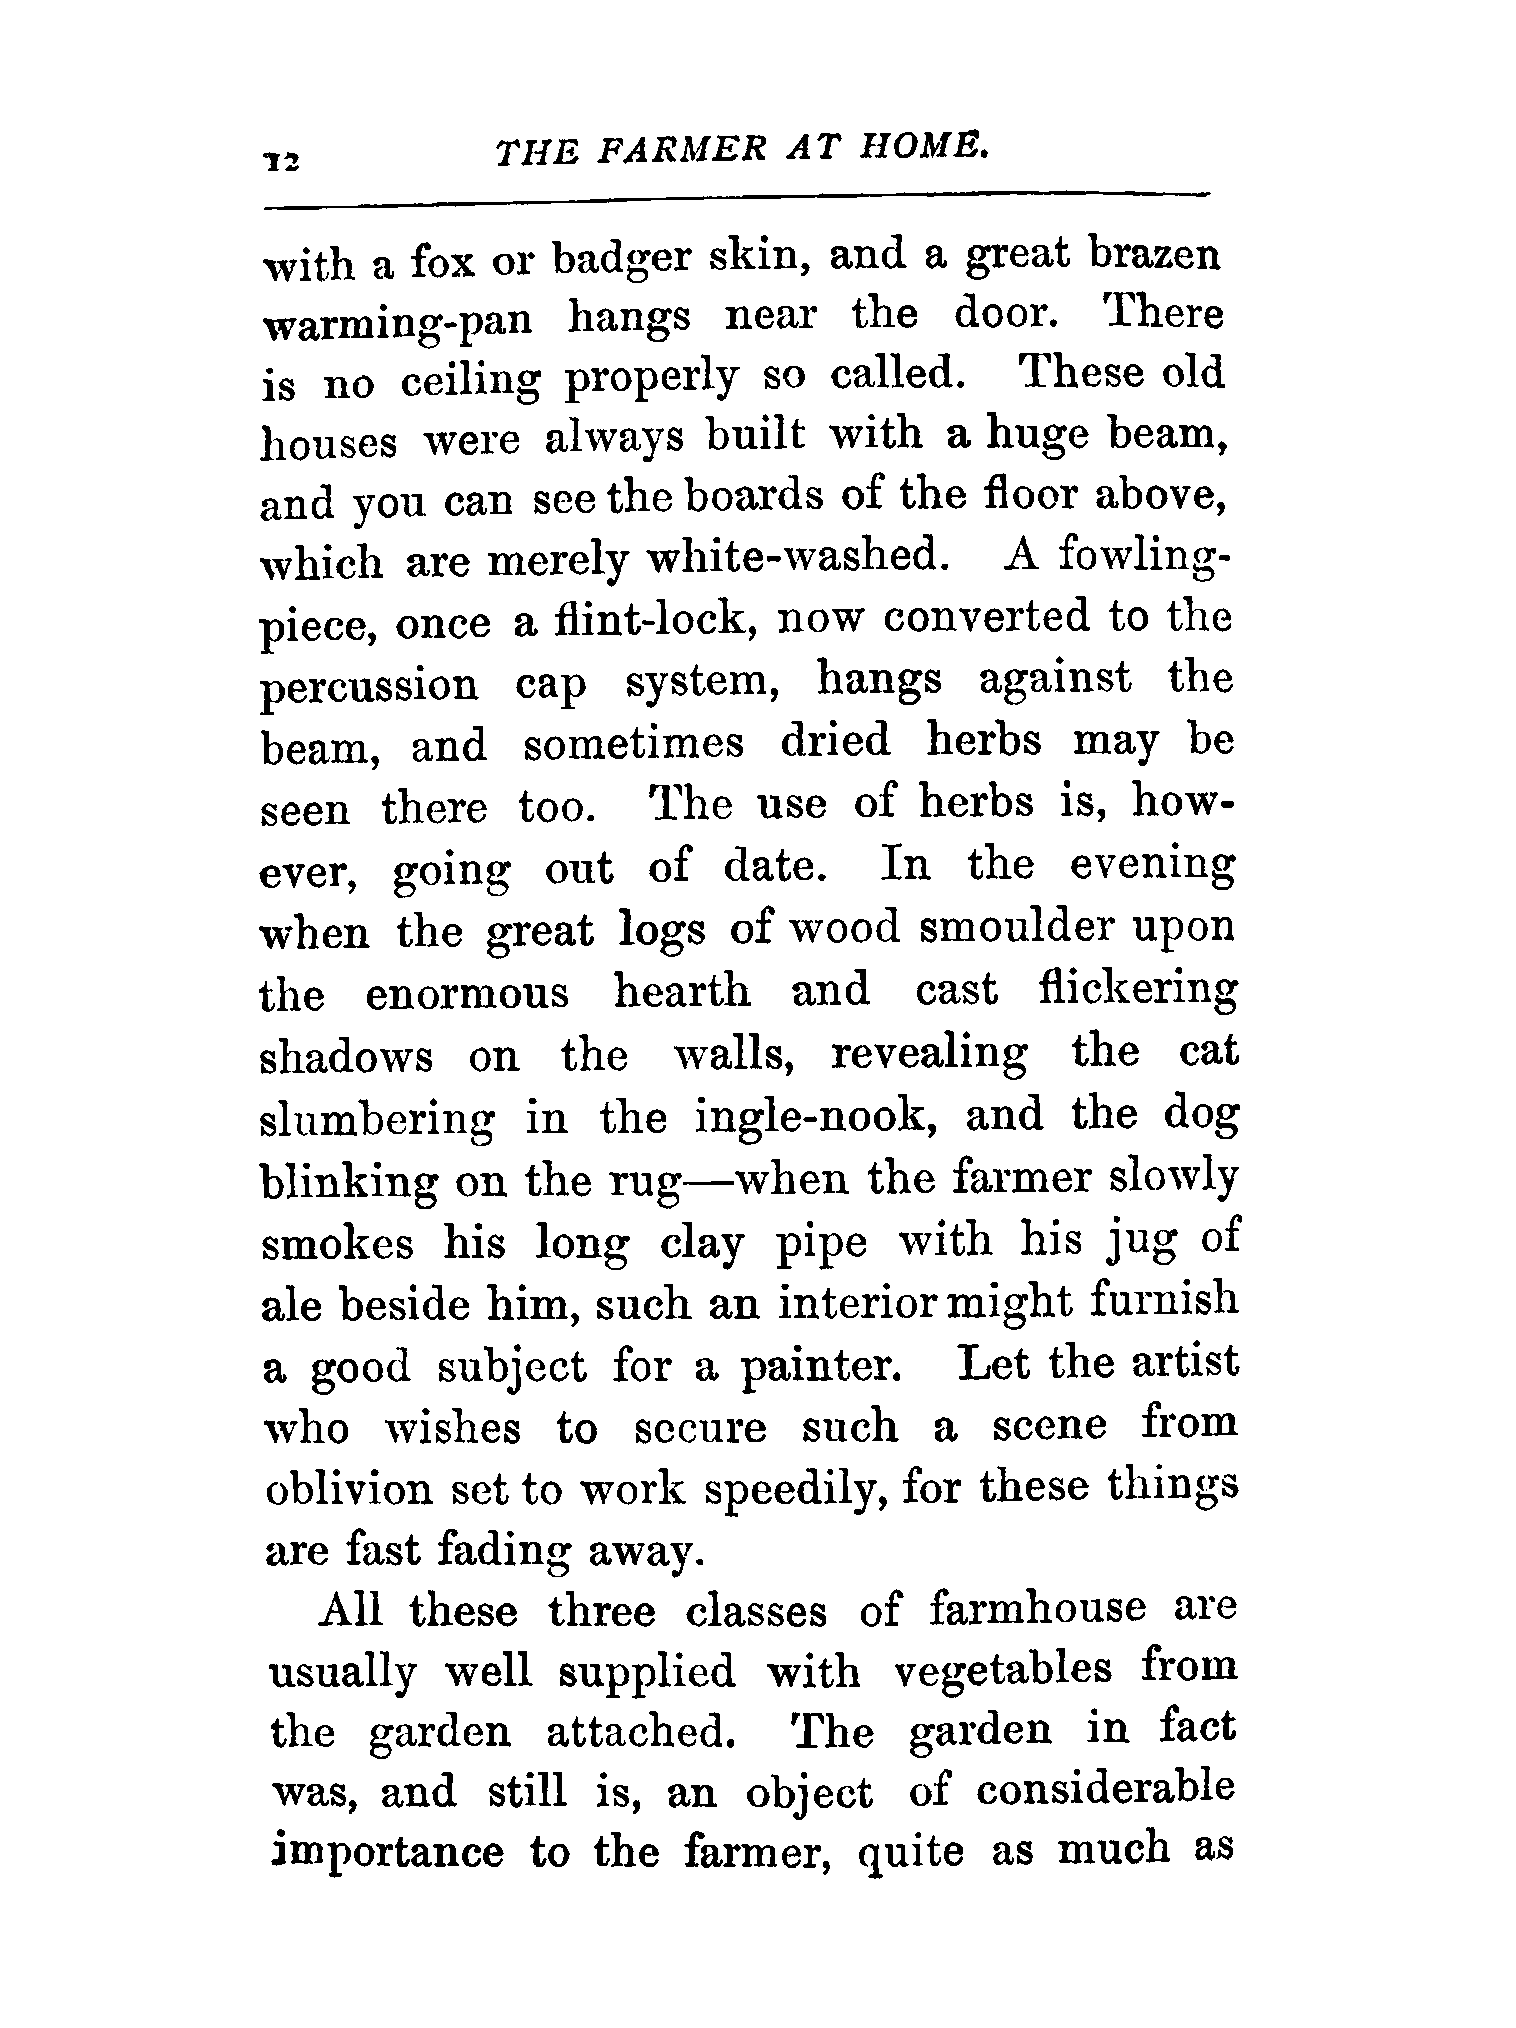 12 THE FARMER AT HOME.
with a fox or badger skin, and a great brazen
warming-pan hangs near the door. There
is no ceiling properly so called. These old
houses were always built with a huge beam,
and you can see the boards of the floor above,
which are merely white-washed. A fowling-
piece, once a flint-lock, now converted to the
percussion cap system, hangs against the
beam, and sometimes dried herbs may be
seen there too. The use of herbs is, how-
ever, going out of date. In the evening
when the great logs of wood smoulder upon
the enormous hearth and cast flickering
shadows on the walls, revealing the cat
slumbering in the ingle-nook, and the dog
blinking on the rug—when the farmer slowly
smokes his long clay pipe with his jug of
ale beside him, such an interior might furnish
a good subject for a painter. Let the artist
who wishes to secure such a scene from
oblivion set to work speedily, for these things
are fast fading away.
All these three classes of farmhouse are
usually well supplied with vegetables from
the garden attached. The garden in fact
was, and still is, an object of considerable
importance to the farmer, quite as much as